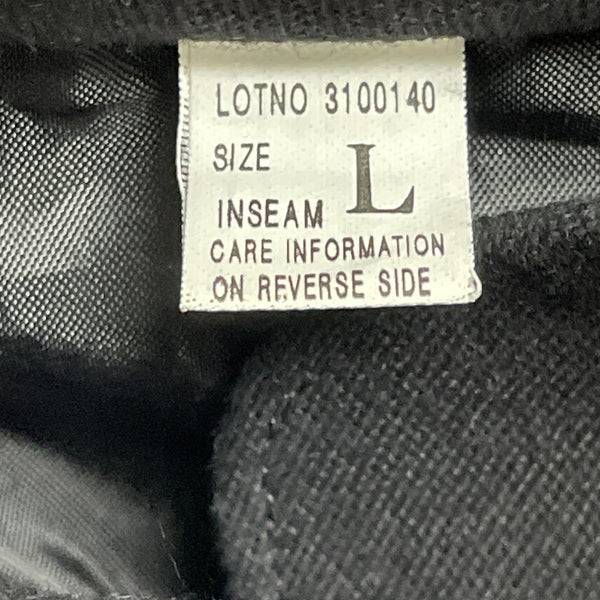 LOTNO 3100140
SIZE L
INSEAM
CARE INFORMATION
ON REVERSE SIDE